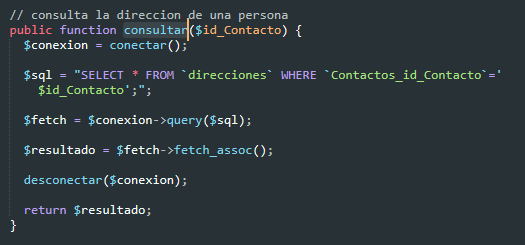 // consulta la direccion de una persona
public function consultar($id_Contacto) {
$conexion = conectar();
$sql = "SELECT * FROM `direcciones` WHERE `Contactos_id_Contacto`='
$id_Contacto';";
$fetch = $conexion->query($sql);
$resultado = $fetch->fetch_assoc();
desconectar($conexion);
return $resultado;
}